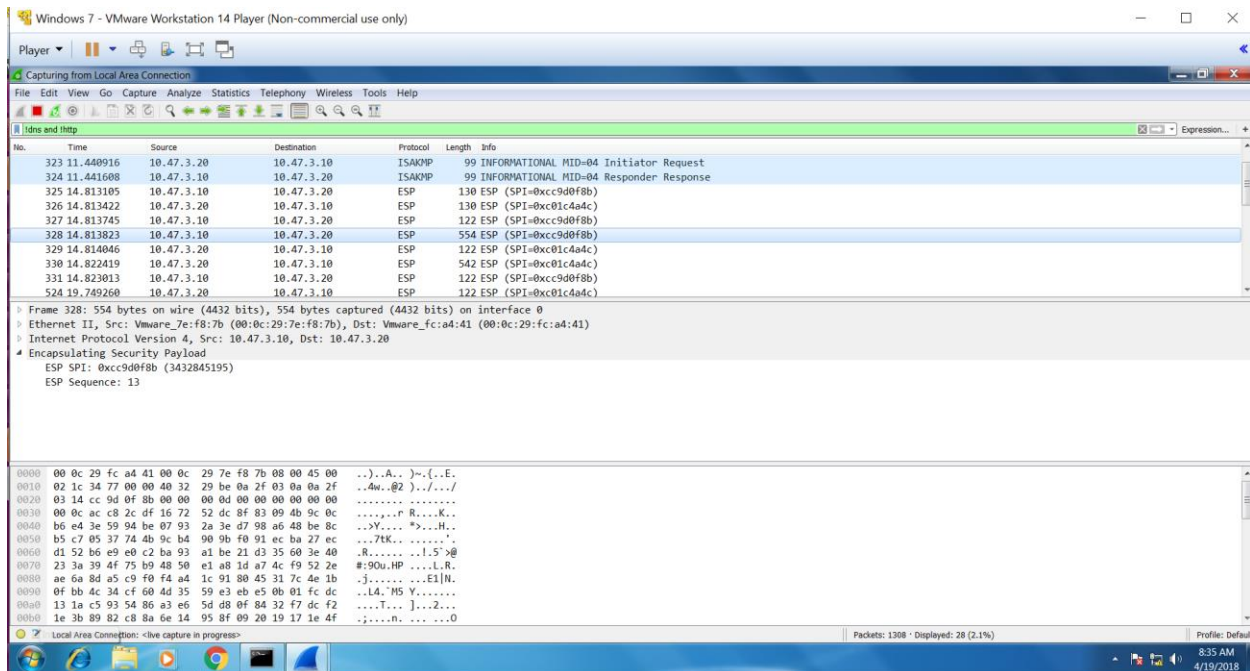 Windows 7 - VMware Workstation 14 Player (Non-commercial use only)
Player
Capturing from Local Area Connection
File Edit View Go Capture Analyze Statistics Telephony Wireless Tools Help
!dns and !http Expression... +
No. Time Source Destination Protocol Length Info
323 11.440916 10.47.3.20 10.47.3.10 ISAKMP 99 INFORMATIONAL MID=04 Initiator Request
324 11.441608 10.47.3.10 10.47.3.20 ISAKMP 99 INFORMATIONAL MID=04 Responder Response
325 14.813105 10.47.3.10 10.47.3.20 ESP 130 ESP (SPI=0xcc9d0f8b)
326 14.813422 10.47.3.20 10.47.3.10 ESP 130 ESP (SPI=0xc01c4a4c)
327 14.813745 10.47.3.10 10.47.3.20 ESP 122 ESP (SPI=0xcc9d0f8b)
328 14.813823 10.47.3.10 10.47.3.20 ESP 554 ESP (SPI=0xcc9d0f8b)
329 14.814046 10.47.3.20 10.47.3.10 ESP 122 ESP (SPI=0xc01c4a4c)
330 14.822419 10.47.3.20 10.47.3.10 ESP 542 ESP (SPI=0xc01c4a4c)
331 14.823013 10.47.3.10 10.47.3.20 ESP 122 ESP (SPI=0xcc9d0f8b)
524 19.749260 10.47.3.20 10.47.3.10 ESP 122 ESP (SPI=0xc01c4a4c)
Frame 328: 554 bytes on wire (4432 bits), 554 bytes captured (4432 bits) on interface 0
Ethernet II, Src: Vmware_7e:f8:7b (00:0c:29:7e:f8:7b), Dst: Vmware_fc:a4:41 (00:0c:29:fc:a4:41)
Internet Protocol Version 4, Src: 10.47.3.10, Dst: 10.47.3.20
Encapsulating Security Payload
ESP SPI: 0xcc9d0f8b (3432845195)
ESP Sequence: 13
0000 00 0c 29 fc a4 41 00 0c 29 7e f8 7b 08 00 45 00 ..)..A.. )~.{..E.
0010 02 1c 34 77 00 00 40 32 29 be 0a 2f 03 0a 0a 2f ..4w..@2 )../.../
0020 03 14 cc 9d 0f 8b 00 00 00 0d 00 00 00 00 00 00 ........ ........
0030 00 0c ac c8 2c df 16 72 52 dc 8f 83 09 4b 9c 0c ....,..r R....K..
0040 b6 e4 3e 59 94 be 07 93 2a 3e d7 98 a6 48 be 8c ..>Y.... *>...H..
0050 b5 c7 05 37 74 4b 9c b4 90 9b f0 91 ec ba 27 ec ...7tK.. ......'.
0060 d1 52 b6 e9 e0 c2 ba 93 a1 be 21 d3 35 60 3e 40 .R...... ..!.5`>@
0070 23 3a 39 4f 75 b9 48 50 e1 a8 1d a7 4c f9 52 2e #:9Ou.HP ....L.R.
0080 ae 6a 8d a5 c9 f0 f4 a4 1c 91 80 45 31 7c 4e 1b .j...... ...E1|N.
0090 0f bb 4c 34 cf 60 4d 35 59 e3 eb e5 0b 01 fc dc ..L4.`M5 Y.......
00a0 13 1a c5 93 54 86 a3 e6 5d d8 0f 84 32 f7 dc f2 ....T... ]...2...
00b0 1e 3b 89 82 c8 8a 6e 14 95 8f 09 20 19 17 1e 4f .;....n. ... ...O
Local Area Connection: <live capture in progress> Packets: 1308 · Displayed: 28 (2.1%) Profile: Defaul
8:35 AM
4/19/2018